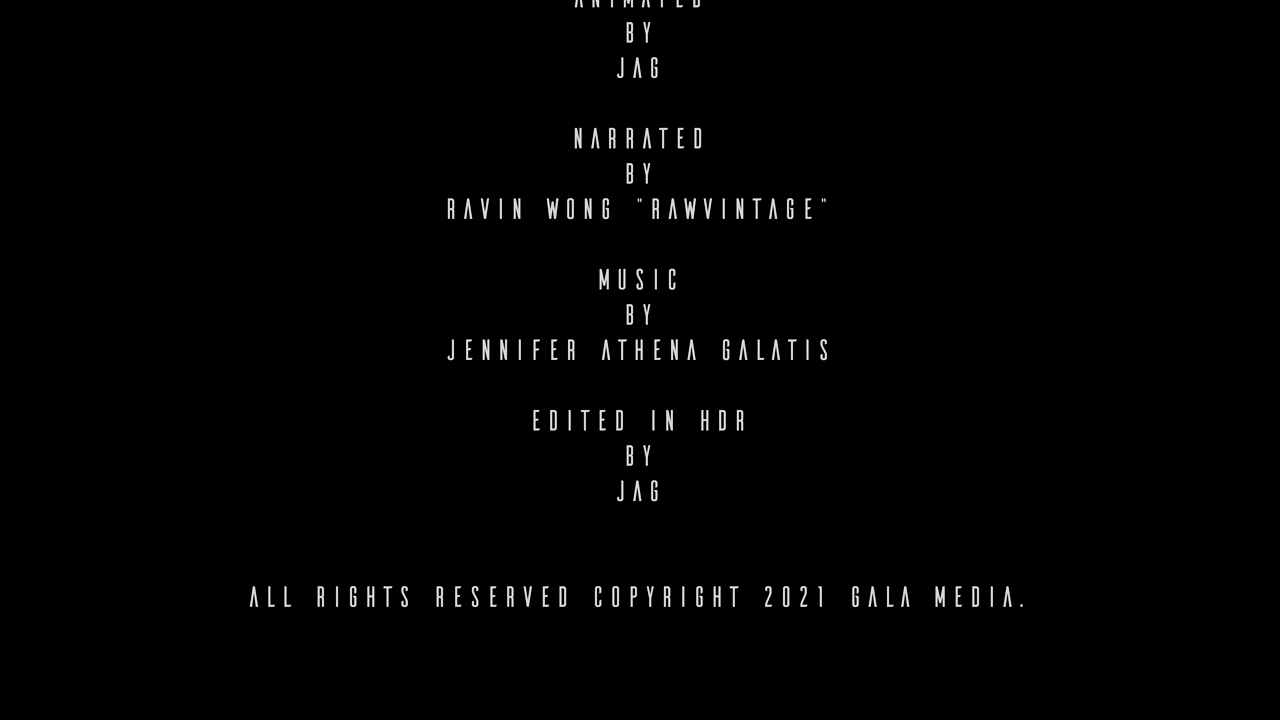 ANIMATED
BY
JAG
NARRATED
BY
RAVIN WONG "RAWVINTAGE"
MUSIC
BY
JENNIFER ATHENA GALATIS
EDITED IN HDR
BY
JAG
ALL RIGHTS RESERVED COPYRIGHT 2021 GALA MEDIA.